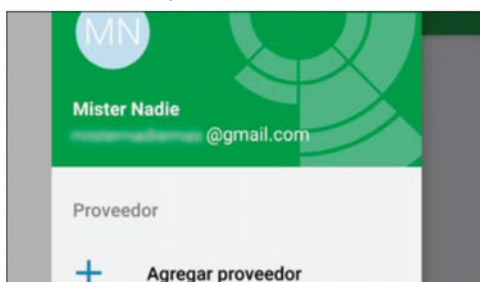 MN
Mister Nadie
@gmail.com
Proveedor
Agregar proveedor